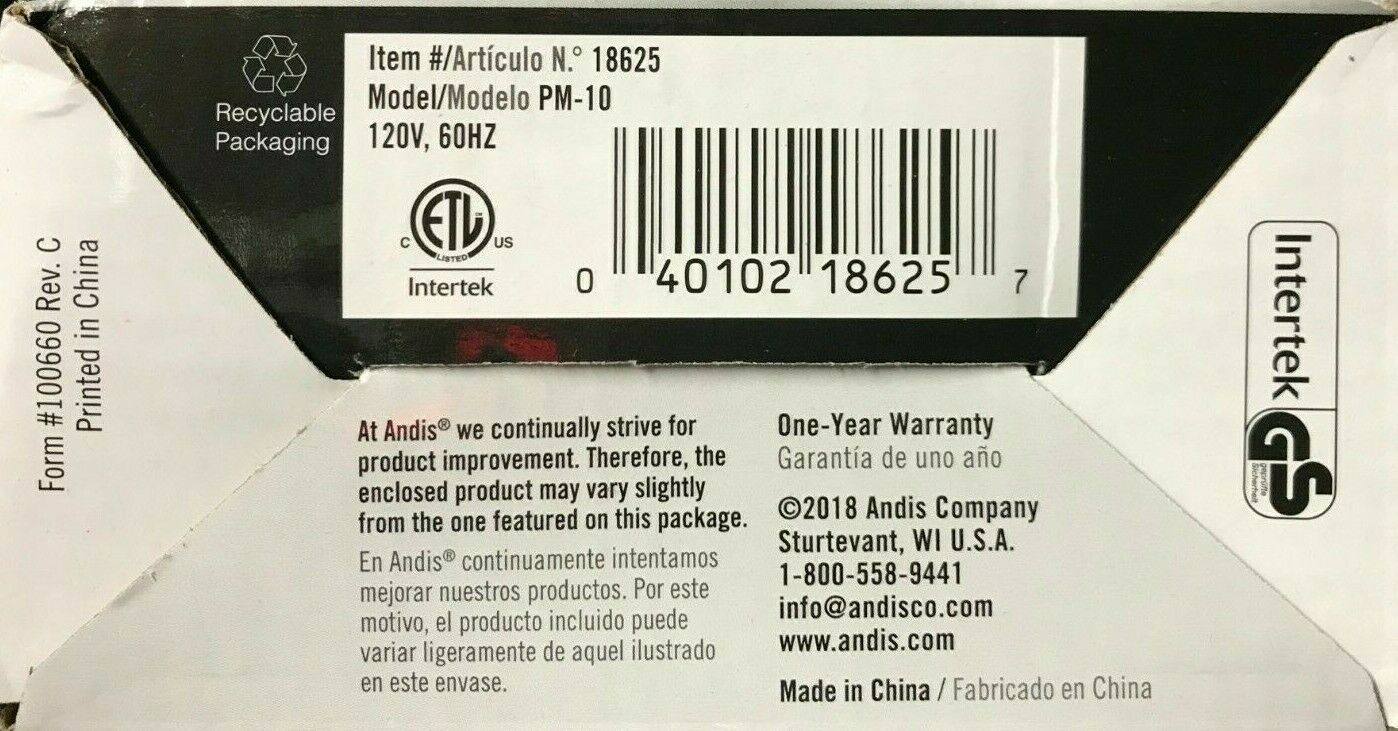 Recyclable
Packaging
Item #/Artículo N.° 18625
Model/Modelo PM-10
120V, 60HZ
C ETL US
LISTED
Intertek
0 40102 18625 7
Form #100660 Rev. C
Printed in China
At Andis® we continually strive for
product improvement. Therefore, the
enclosed product may vary slightly
from the one featured on this package.
En Andis® continuamente intentamos
mejorar nuestros productos. Por este
motivo, el producto incluido puede
variar ligeramente de aquel ilustrado
en este envase.
One-Year Warranty
Garantía de uno año
©2018 Andis Company
Sturtevant, WI U.S.A.
1-800-558-9441
info@andisco.com
www.andis.com
Made in China / Fabricado en China
Intertek
GS
geprüfte
Sicherheit